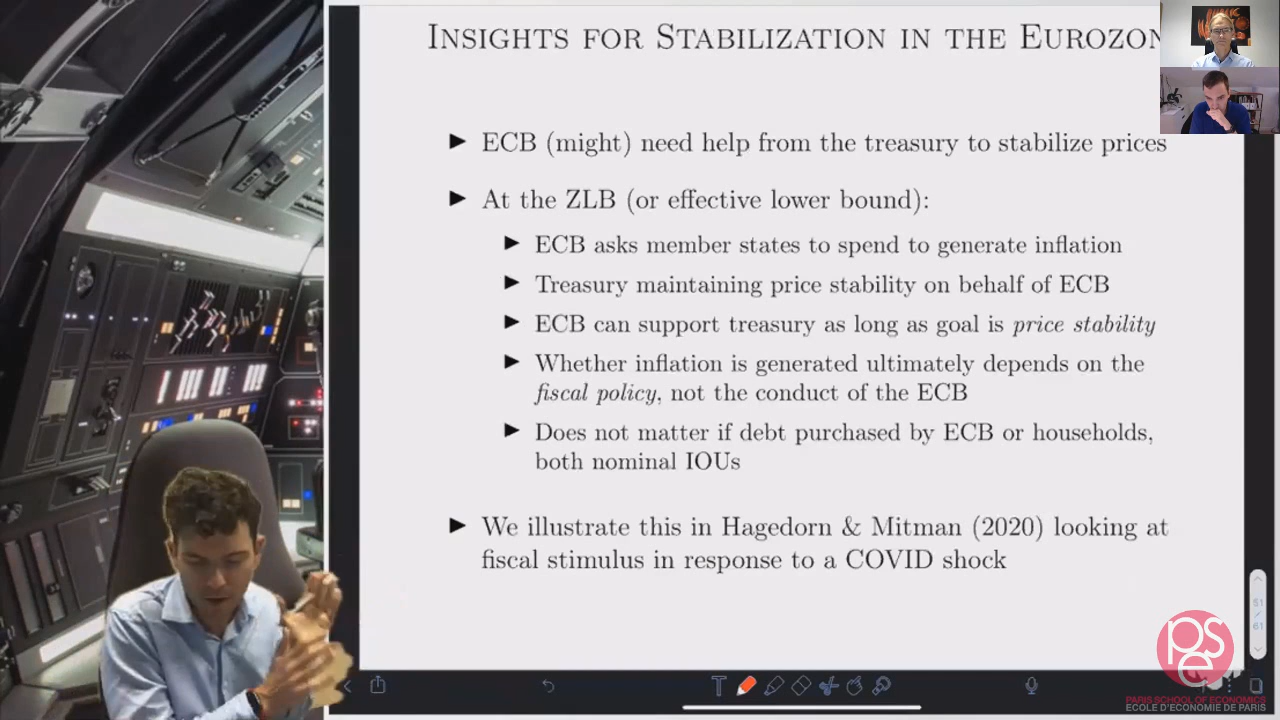 INSIGHTS FOR STABILIZATION IN THE EUROZON
▶ ECB (might) need help from the treasury to stabilize prices
▶ At the ZLB (or effective lower bound):
▶ ECB asks member states to spend to generate inflation
▶ Treasury maintaining price stability on behalf of ECB
▶ ECB can support treasury as long as goal is price stability
▶ Whether inflation is generated ultimately depends on the
fiscal policy, not the conduct of the ECB
▶ Does not matter if debt purchased by ECB or households,
both nominal IOUs
▶ We illustrate this in Hagedorn & Mitman (2020) looking at
fiscal stimulus in response to a COVID shock
51
/
61
pse
PARIS SCHOOL OF ECONOMICS
ECOLE D'ECONOMIE DE PARIS